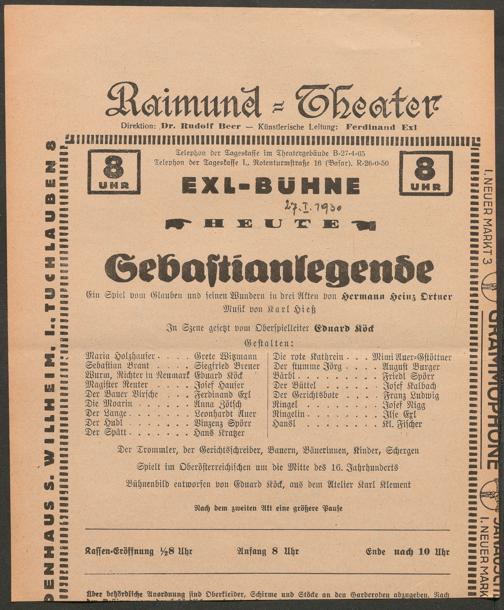 Raimund-Theater
Direktion: Dr. Rudolf Beer — Künstlerische Leitung: Ferdinand Exl
Telephon der Tageskasse im Theatergebäude B-27-4-65
Telephon der Tageskasse I., Rotenturmstraße 16 (Basar), R-26-0-50
8 UHR
8 UHR
EXL-BÜHNE
27. I. 1930
HEUTE
Sebastianlegende
Ein Spiel vom Glauben und seinen Wundern in drei Akten von Hermann Heinz Ortner
Musik von Karl Hieß
In Szene gesetzt vom Oberspielleiter Eduard Köck
Gestalten:
Maria Holzhauser . . . . Grete Witzmann
Sebastian Brant . . . . Siegfried Breuer
Wurm, Richter in Neumark Eduard Köck
Magister Reuter . . . . Josef Hauser
Der Bauer Birsche . . . . Ferdinand Exl
Die Moarin . . . . Anna Zötsch
Der Lange . . . . Leonhardt Auer
Der Hudl . . . . Vinzenz Spörr
Der Spätt . . . . Hans Kratzer
Die rote Kathrein . . . . Mimi Auer-Gstöttner
Der stumme Jörg . . . . August Burger
Bärbl . . . . Friedl Spörr
Der Büttel . . . . Josef Kalbach
Der Gerichtsbote . . . . Franz Ludwig
Ringel . . . . Josef Nigg
Ringelin . . . . Ilse Exl
Hansl . . . . Kl. Fischer
Der Trommler, der Gerichtsschreiber, Bauern, Bäuerinnen, Kinder, Schergen
Spielt im Oberösterreichischen um die Mitte des 16. Jahrhunderts
Bühnenbild entworfen von Eduard Köck, aus dem Atelier Karl Klement
Nach dem zweiten Akt eine größere Pause
Kassen-Eröffnung ½8 Uhr Anfang 8 Uhr Ende nach 10 Uhr
Über behördliche Anordnung sind Oberkleider, Schirme und Stöcke an den Garderoben abzugeben. Nach
PENHAUS S. WILLHEIM, I., TUCHLAUBEN 8
I. NEUER MARKT 3
GRAMMOPHONE
I. NEUER MARK